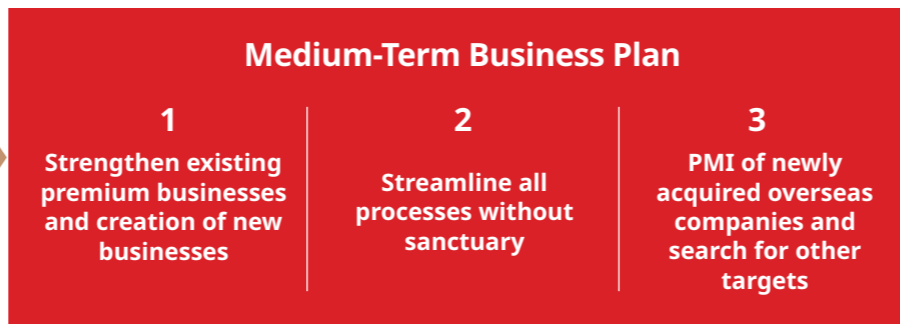 Medium-Term Business Plan
1
Strengthen existing
premium businesses
and creation of new
businesses
2
Streamline all
processes without
sanctuary
3
PMI of newly
acquired overseas
companies and
search for other
targets